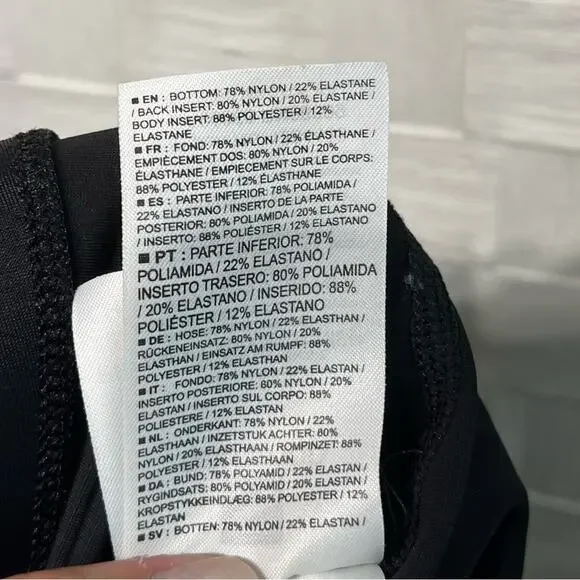 ■ EN : BOTTOM: 78% NYLON / 22% ELASTANE
/ BACK INSERT: 80% NYLON / 20% ELASTANE /
BODY INSERT: 88% POLYESTER / 12%
ELASTANE
■ FR : FOND: 78% NYLON / 22% ÉLASTHANE /
EMPIÈCEMENT DOS: 80% NYLON / 20%
ÉLASTHANE / EMPIECEMENT SUR LE CORPS:
88% POLYESTER / 12% ÉLASTHANE
■ ES : PARTE INFERIOR: 78% POLIAMIDA /
22% ELASTANO / INSERTO DE LA PARTE
POSTERIOR: 80% POLIAMIDA / 20% ELASTANO
/ INSERTO: 88% POLIÉSTER / 12% ELASTANO
■ PT : PARTE INFERIOR: 78%
POLIAMIDA / 22% ELASTANO /
INSERTO TRASERO: 80% POLIAMIDA
/ 20% ELASTANO / INSERIDO: 88%
POLIÉSTER / 12% ELASTANO
■ DE : HOSE: 78% NYLON / 22% ELASTHAN /
RÜCKENEINSATZ: 80% NYLON / 20%
ELASTHAN / EINSATZ AM RUMPF: 88%
POLYESTER / 12% ELASTHAN
■ IT : FONDO: 78% NYLON / 22% ELASTAN /
INSERTO POSTERIORE: 80% NYLON / 20%
ELASTAN / INSERTO SUL CORPO: 88%
POLIESTERE / 12% ELASTAN
■ NL : ONDERKANT: 78% NYLON / 22%
ELASTHAAN / INZETSTUK ACHTER: 80%
NYLON / 20% ELASTHAAN / ROMPINZET: 88%
POLYESTER / 12% ELASTHAAN
■ DA : BUND: 78% POLYAMID / 22% ELASTAN /
RYGINDSATS: 80% POLYAMID / 20% ELASTAN /
KROPSTYKKEINDLÆG: 88% POLYESTER / 12%
ELASTAN
■ SV : BOTTEN: 78% NYLON / 22% ELASTAN /